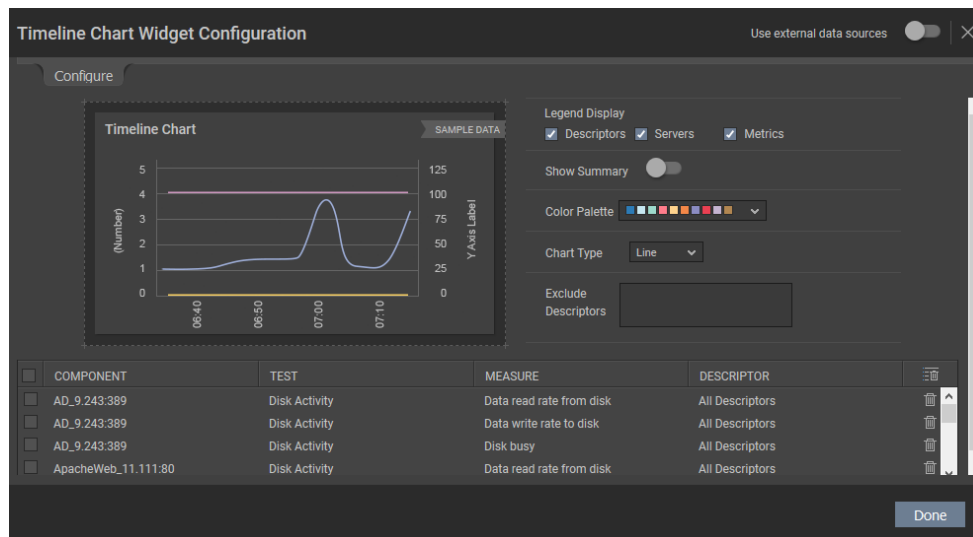 Timeline Chart Widget Configuration
Use external data sources
Configure
Timeline Chart
SAMPLE DATA
5
4
3
2
1
0
(Number)
125
100
75
50
25
0
Y Axis Label
06:40
06:50
07:00
07:10
Legend Display
Descriptors Servers Metrics
Show Summary
Color Palette
Chart Type Line
Exclude
Descriptors
COMPONENT TEST MEASURE DESCRIPTOR
AD_9.243:389 Disk Activity Data read rate from disk All Descriptors
AD_9.243:389 Disk Activity Data write rate to disk All Descriptors
AD_9.243:389 Disk Activity Disk busy All Descriptors
ApacheWeb_11.111:80 Disk Activity Data read rate from disk All Descriptors
Done